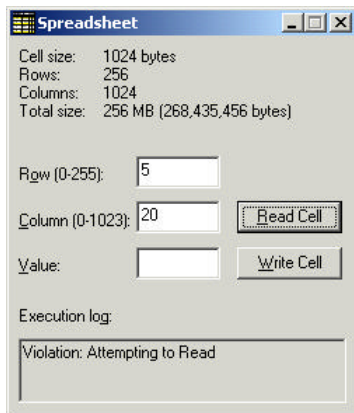 Spreadsheet
Cell size: 1024 bytes
Rows: 256
Columns: 1024
Total size: 256 MB (268,435,456 bytes)
Row (0-255): 5
Column (0-1023): 20 Read Cell
Value: Write Cell
Execution log:
Violation: Attempting to Read